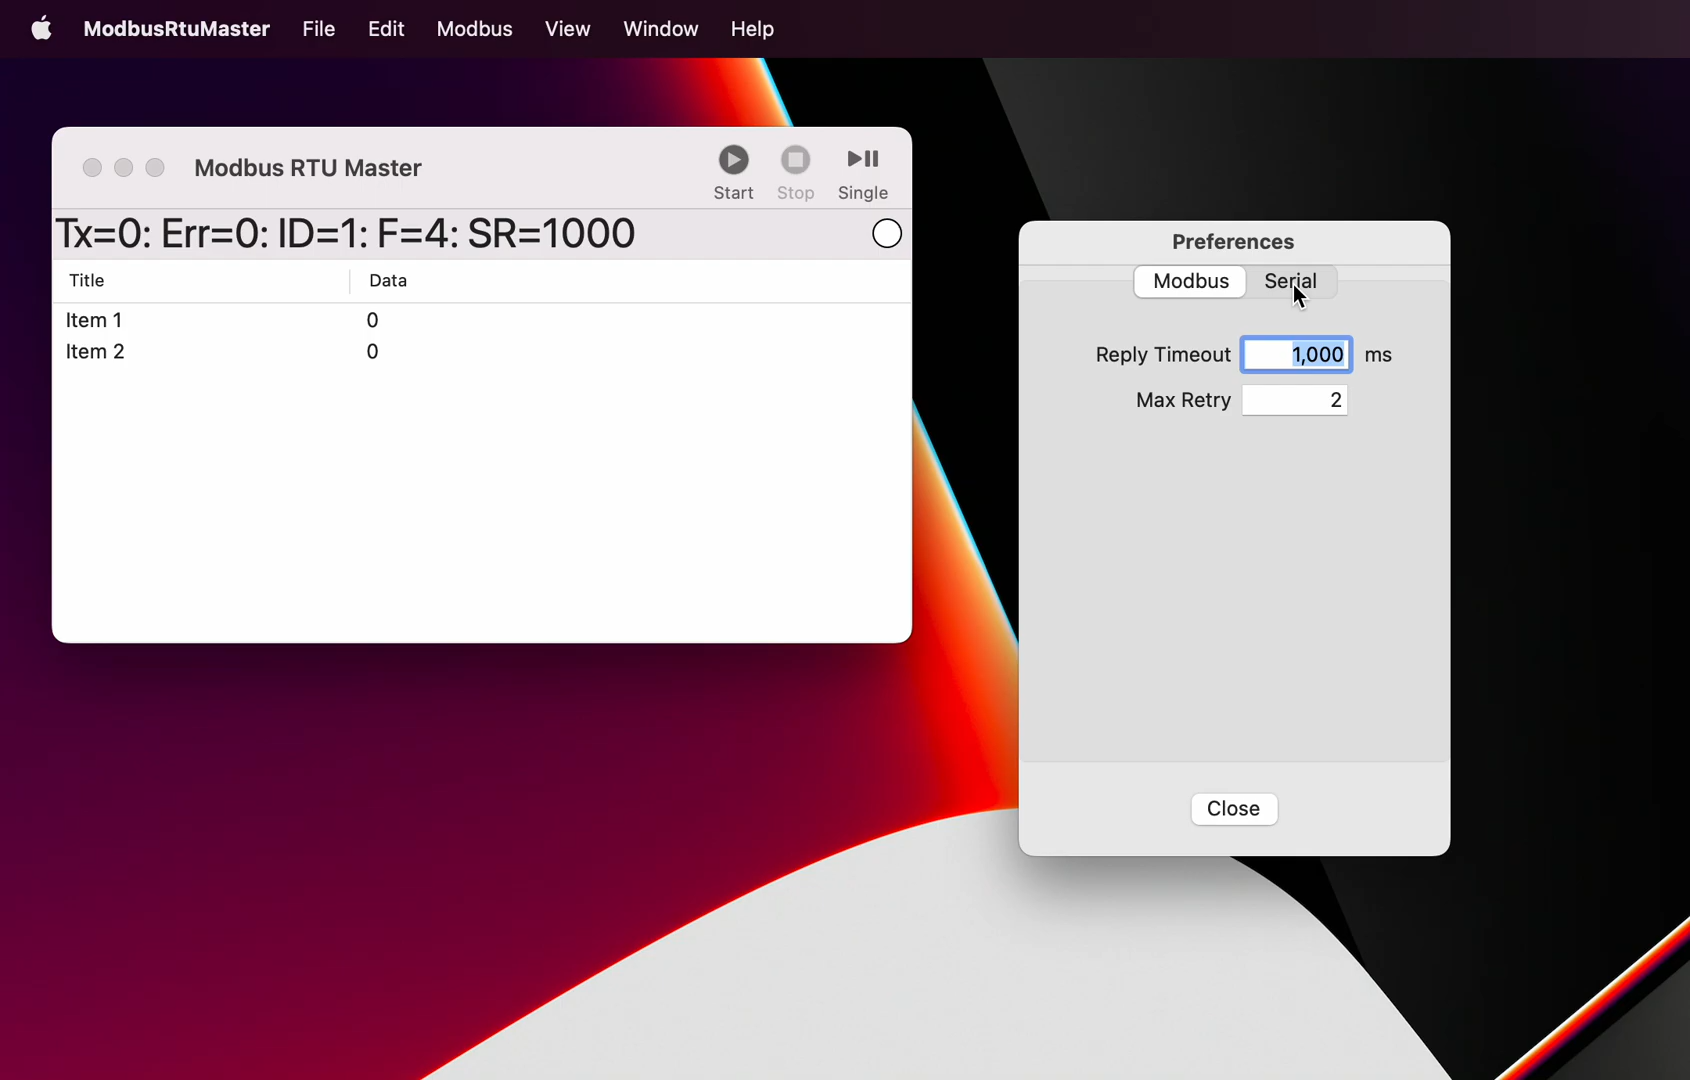 ModbusRtuMaster File Edit Modbus View Window Help
Modbus RTU Master
Start Stop Single
Tx=0: Err=0: ID=1: F=4: SR=1000
Title Data
Item 1 0
Item 2 0
Preferences
Modbus Serial
Reply Timeout 1,000 ms
Max Retry 2
Close